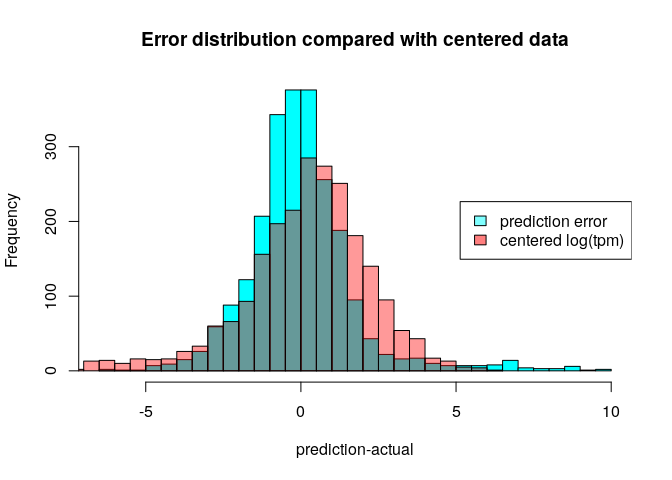 Error distribution compared with centered data
300
200
100
0
Frequency
prediction error
centered log(tpm)
-5
0
5
10
prediction-actual